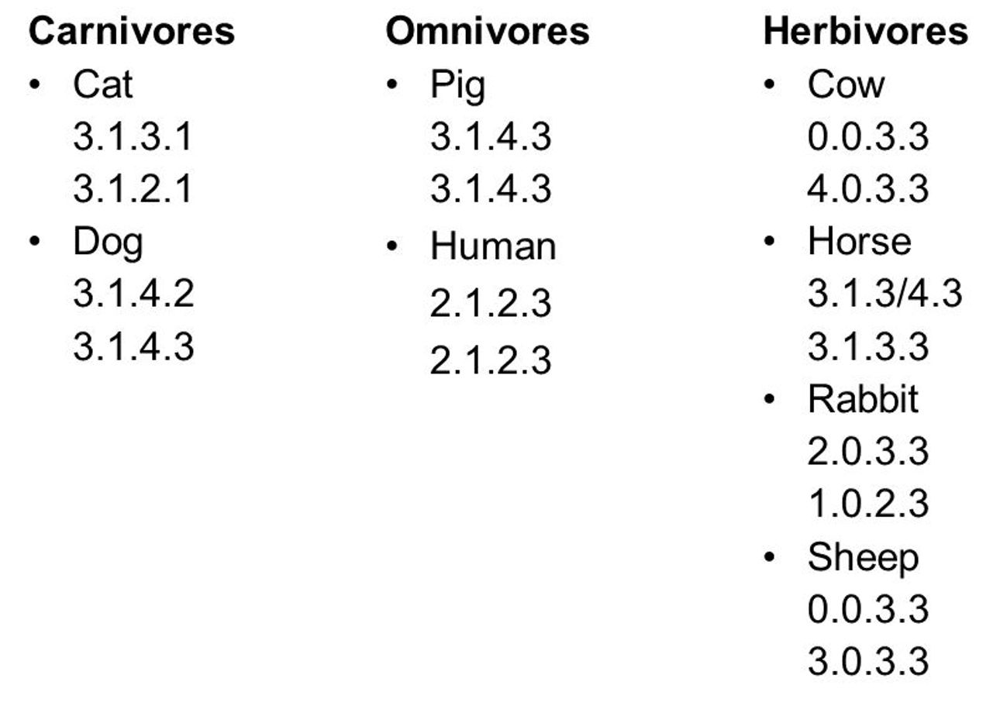 Carnivores
• Cat
3.1.3.1
3.1.2.1
• Dog
3.1.4.2
3.1.4.3
Omnivores
• Pig
3.1.4.3
3.1.4.3
• Human
2.1.2.3
2.1.2.3
Herbivores
• Cow
0.0.3.3
4.0.3.3
• Horse
3.1.3/4.3
3.1.3.3
• Rabbit
2.0.3.3
1.0.2.3
• Sheep
0.0.3.3
3.0.3.3